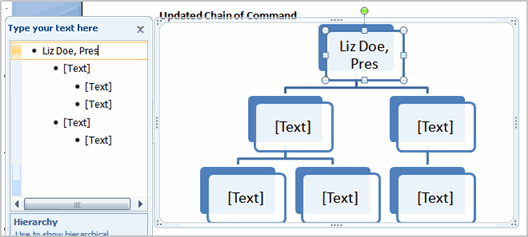 Updated Chain of Command
Type your text here
Liz Doe, Pres
[Text]
[Text]
[Text]
[Text]
[Text]
Hierarchy
Use to show hierarchical
Liz Doe,
Pres
[Text]
[Text]
[Text]
[Text]
[Text]